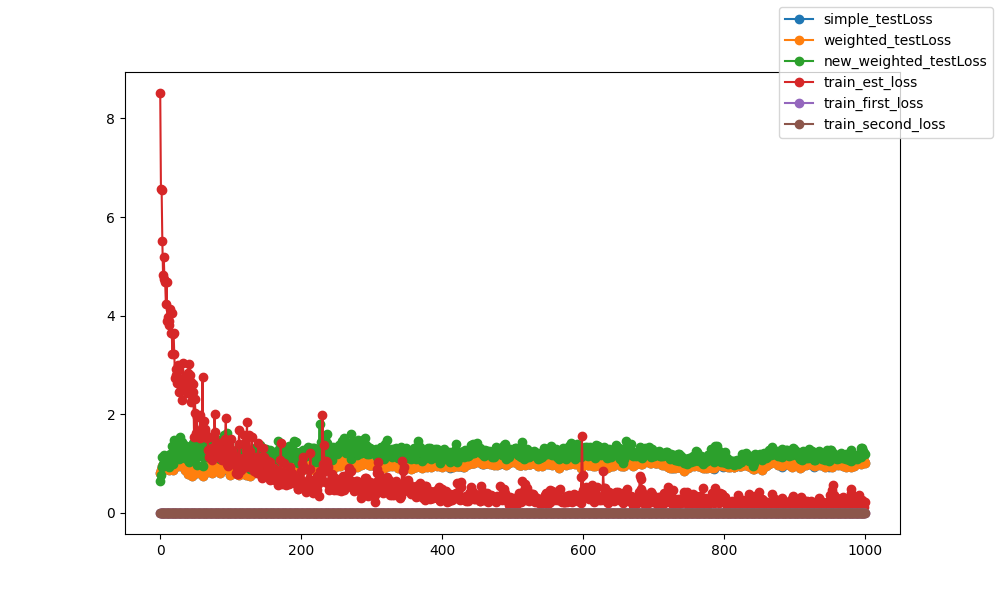 simple_testLoss
weighted_testLoss
new_weighted_testLoss
train_est_loss
train_first_loss
train_second_loss
8
6
4
2
0
0 200 400 600 800 1000